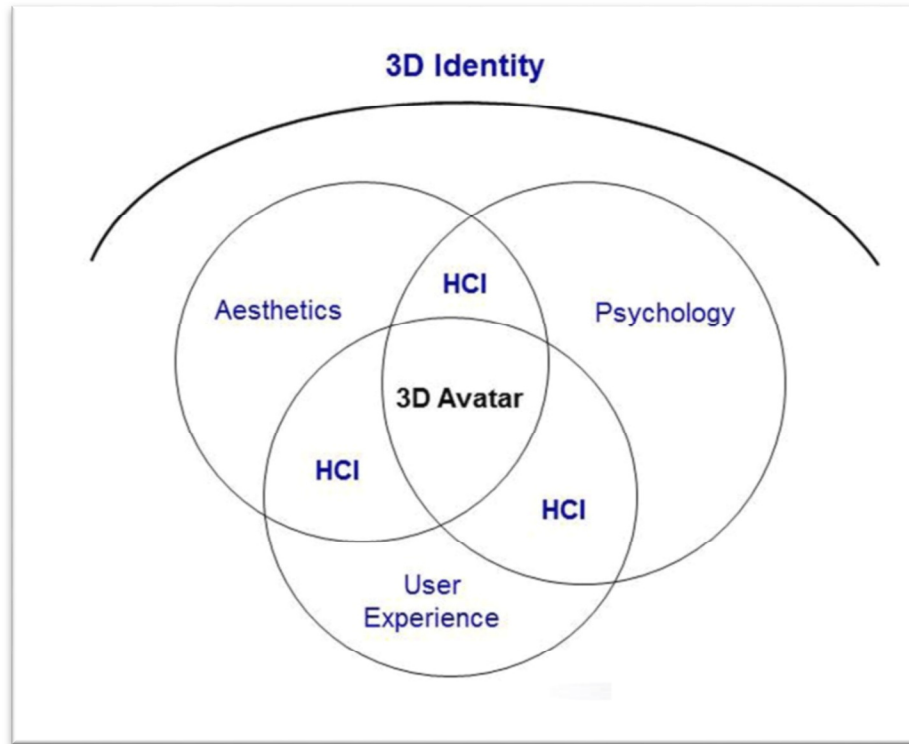 3D Identity
HCI
Aesthetics
Psychology
3D Avatar
HCI
HCI
User
Experience